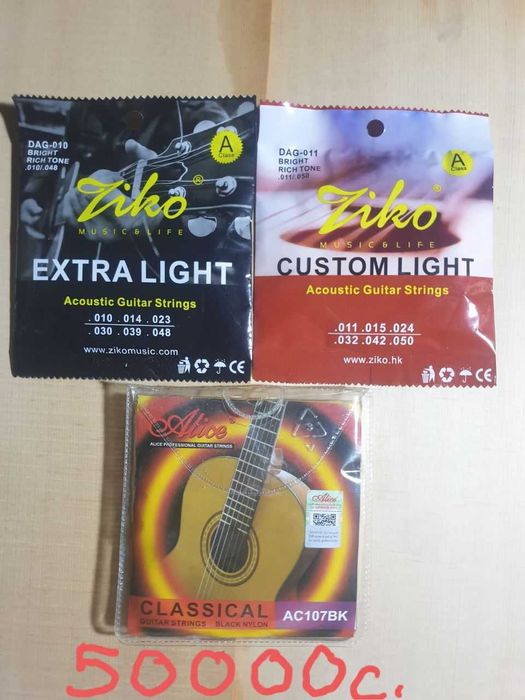 DAG-010
BRIGHT
RICH TONE
.010/.048
A
Class
Ziko®
MUSIC & LIFE
EXTRA LIGHT
Acoustic Guitar Strings
.010 .014 .023
.030 .039 .048
www.zikomusic.com
DAG-011
BRIGHT
RICH TONE
.011/.050
A
Class
Ziko®
MUSIC & LIFE
CUSTOM LIGHT
Acoustic Guitar Strings
.011 .015 .024
.032 .042 .050
www.ziko.hk
Alice®
ALICE PROFESSIONAL GUITAR STRINGS
Alice
CLASSICAL
GUITAR STRINGS BLACK NYLON
AC107BK
50000с.